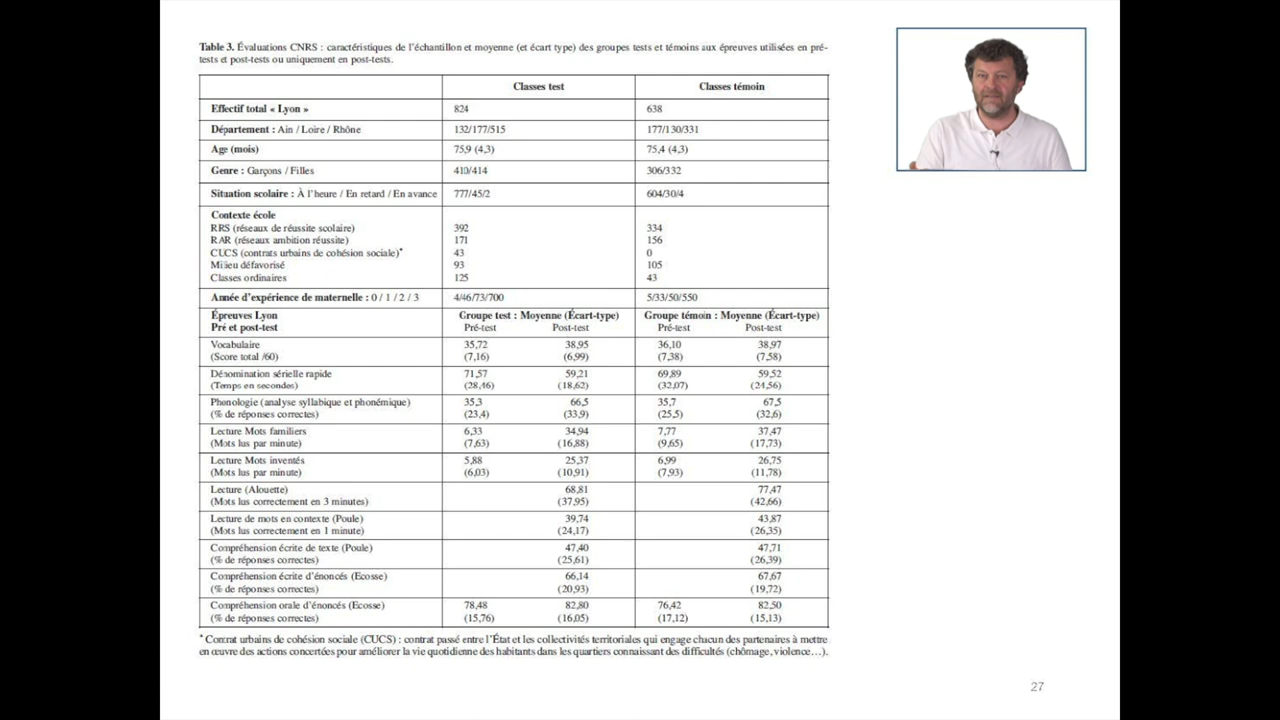 Table 3. Évaluations CNRS : caractéristiques de l'échantillon et moyenne (et écart type) des groupes tests et témoins aux épreuves utilisées en pré-
tests et post-tests ou uniquement en post-tests.
Classes test Classes témoin
Effectif total « Lyon » 824 638
Département : Ain / Loire / Rhône 132/177/515 177/130/331
Age (mois) 75,9 (4,3) 75,4 (4,3)
Genre : Garçons / Filles 410/414 306/332
Situation scolaire : À l'heure / En retard / En avance 777/45/2 604/30/4
Contexte école
RRS (réseaux de réussite scolaire) 392 334
RAR (réseaux ambition réussite) 171 156
CUCS (contrats urbains de cohésion sociale)* 43 0
Milieu défavorisé 93 105
Classes ordinaires 125 43
Année d'expérience de maternelle : 0 / 1 / 2 / 3 4/46/73/700 5/33/50/550
Épreuves Lyon Groupe test : Moyenne (Écart-type) Groupe témoin : Moyenne (Écart-type)
Pré et post-test Pré-test Post-test Pré-test Post-test
Vocabulaire 35,72 38,95 36,10 38,97
(Score total /60) (7,16) (6,99) (7,38) (7,58)
Dénomination sérielle rapide 71,57 59,21 69,89 59,52
(Temps en secondes) (28,46) (18,62) (32,07) (24,56)
Phonologie (analyse syllabique et phonémique) 35,3 66,5 35,7 67,5
(% de réponses correctes) (23,4) (33,9) (25,5) (32,6)
Lecture Mots familiers 6,33 34,94 7,77 37,47
(Mots lus par minute) (7,63) (16,88) (9,65) (17,73)
Lecture Mots inventés 5,88 25,37 6,99 26,75
(Mots lus par minute) (6,03) (10,91) (7,93) (11,78)
Lecture (Alouette) 68,81 77,47
(Mots lus correctement en 3 minutes) (37,95) (42,66)
Lecture de mots en contexte (Poule) 39,74 43,87
(Mots lus correctement en 1 minute) (24,17) (26,35)
Compréhension écrite de texte (Poule) 47,40 47,71
(% de réponses correctes) (25,61) (26,39)
Compréhension écrite d'énoncés (Ecosse) 66,14 67,67
(% de réponses correctes) (20,93) (19,72)
Compréhension orale d'énoncés (Ecosse) 78,48 82,80 76,42 82,50
(% de réponses correctes) (15,76) (16,05) (17,12) (15,13)
* Contrat urbains de cohésion sociale (CUCS) : contrat passé entre l'État et les collectivités territoriales qui engage chacun des partenaires à mettre
en œuvre des actions concertées pour améliorer la vie quotidienne des habitants dans les quartiers connaissant des difficultés (chômage, violence…).
27